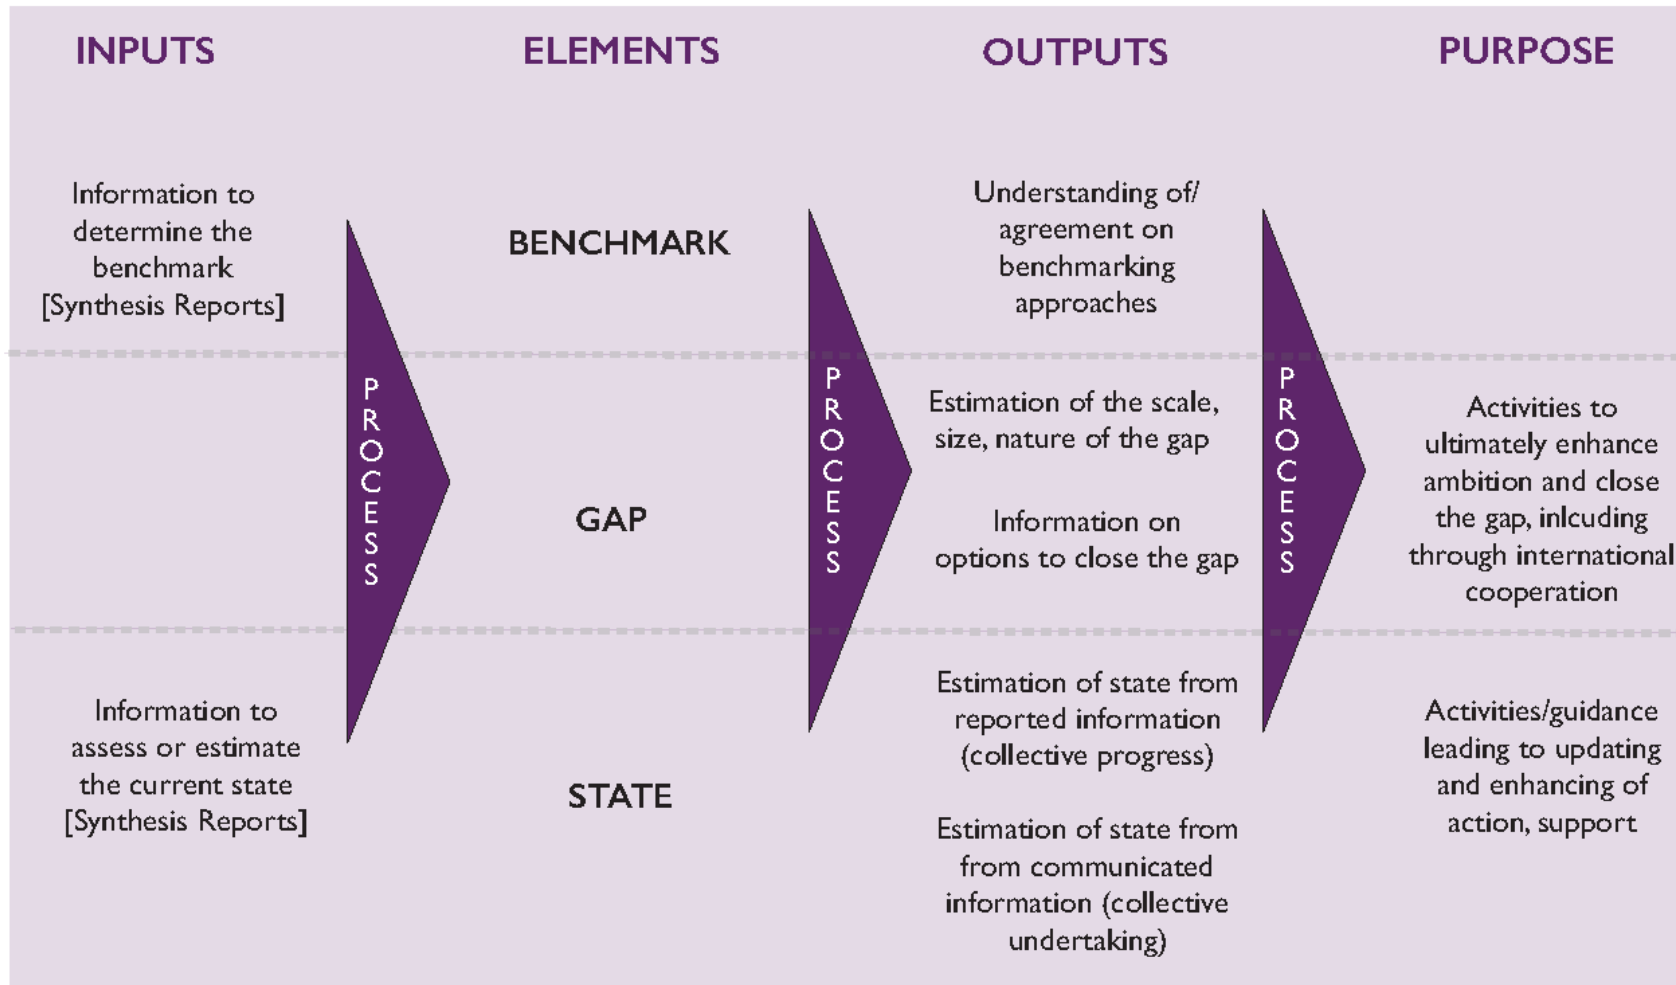 INPUTS
ELEMENTS
OUTPUTS
PURPOSE
Information to
determine the
benchmark
[Synthesis Reports]
BENCHMARK
Understanding of/
agreement on
benchmarking
approaches
PROCESS
PROCESS
PROCESS
GAP
Estimation of the scale,
size, nature of the gap
Information on
options to close the gap
Activities to
ultimately enhance
ambition and close
the gap, inlcuding
through international
cooperation
Information to
assess or estimate
the current state
[Synthesis Reports]
STATE
Estimation of state from
reported information
(collective progress)
Estimation of state from
from communicated
information (collective
undertaking)
Activities/guidance
leading to updating
and enhancing of
action, support